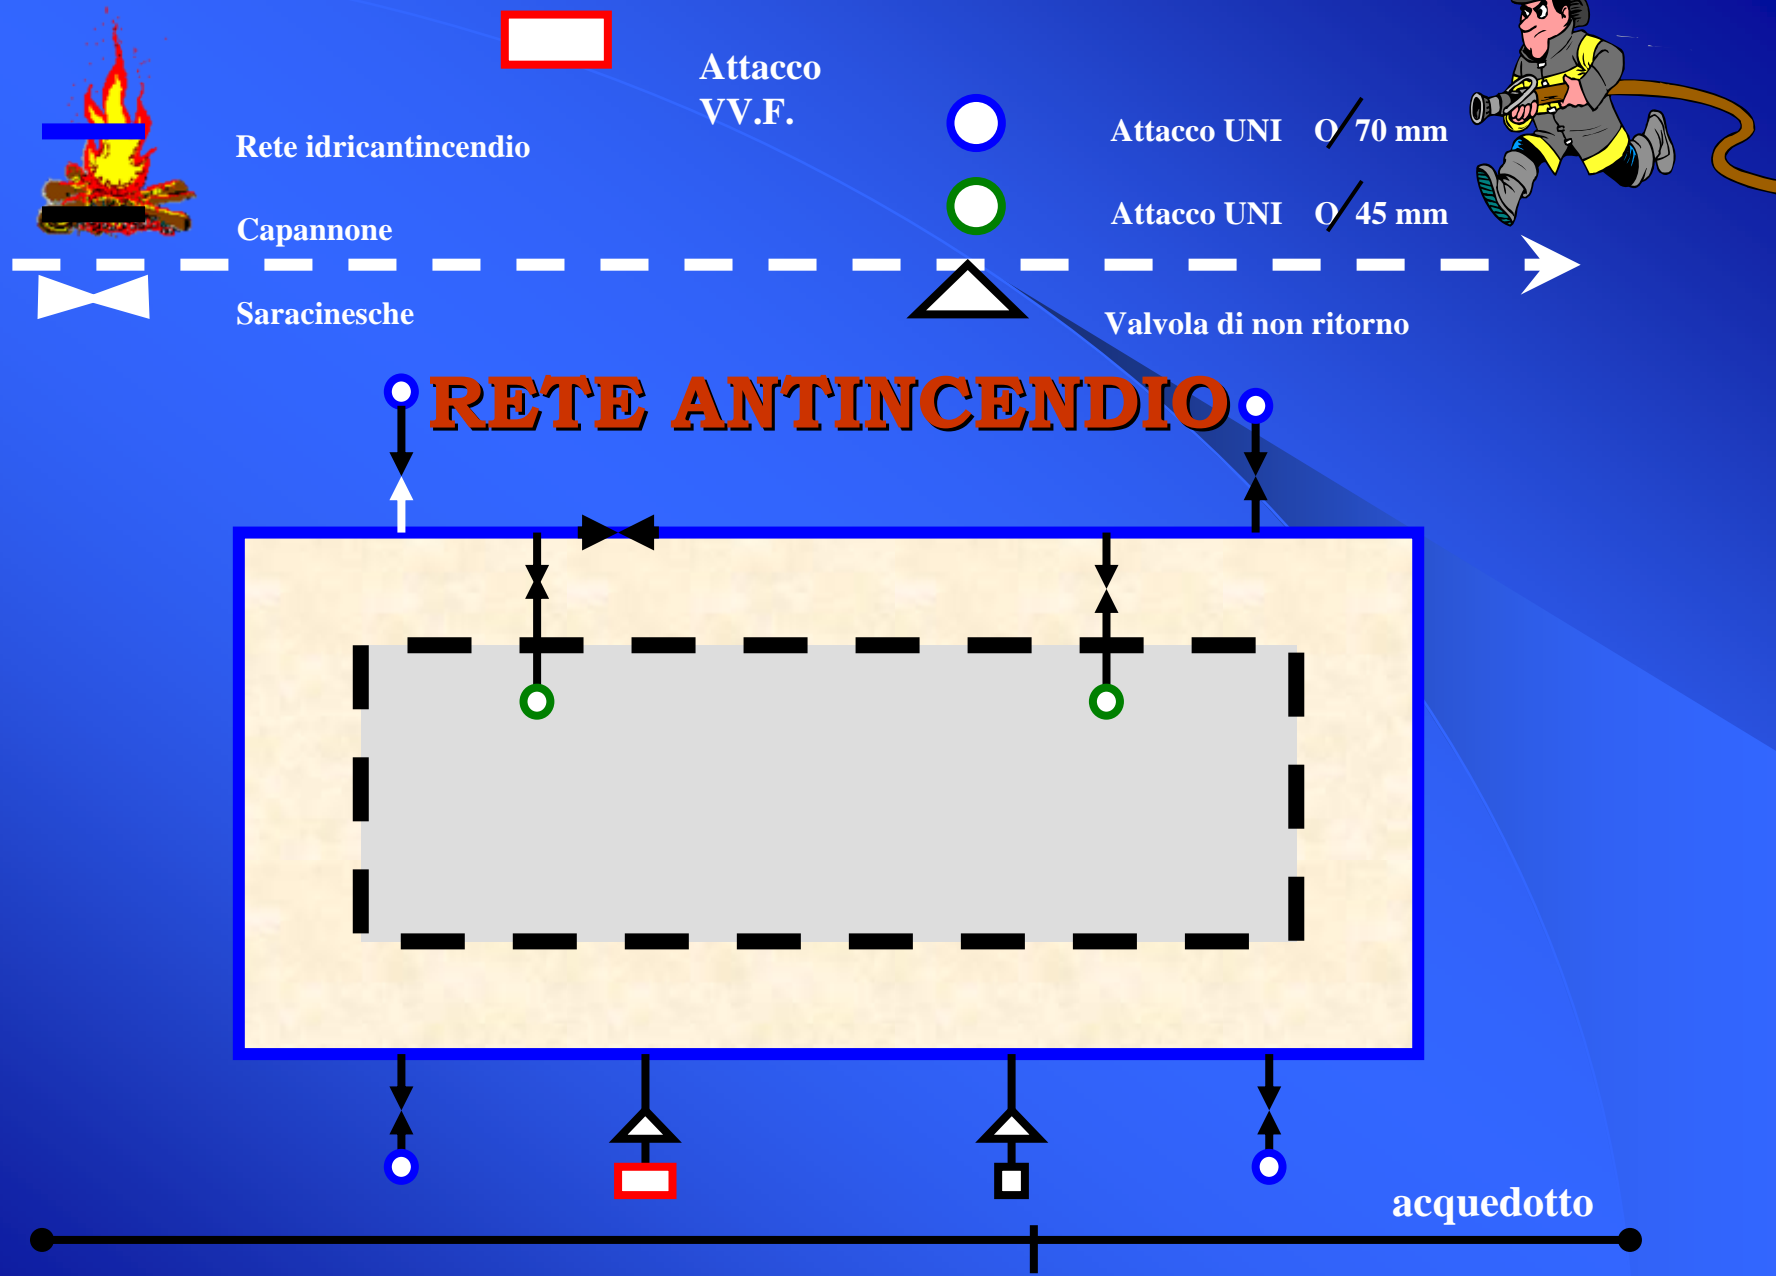 Attacco
VV.F.
Rete idricantincendio
Attacco UNI O 70 mm
Capannone
Attacco UNI O 45 mm
Saracinesche
Valvola di non ritorno
RETE ANTINCENDIO
acquedotto